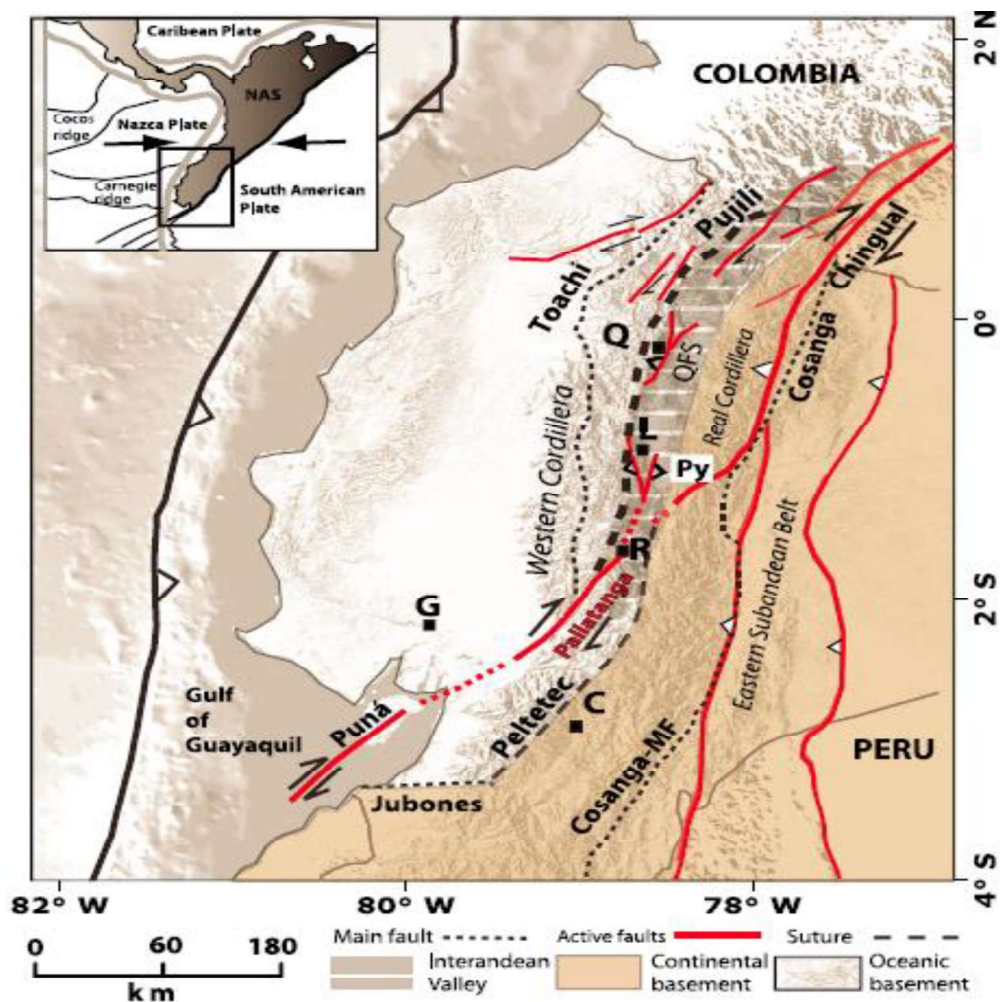 Caribean Plate
NAS
Cocos
ridge
Nazca Plate
Carnegie
ridge
South American
Plate
COLOMBIA
2° N
0°
2° S
4° S
Pujili
Toachi
Chingual
Cosanga
Q
QFS
Real Cordillera
Western Cordillera
L
Py
R
Pallatanga
Eastern Subandean Belt
G
Gulf
of
Guayaquil
Puná
Peltetec
C
Cosanga-MF
PERU
Jubones
82° W
80° W
78° W
0
60
180
km
Main fault
Active faults
Suture
Interandean
Valley
Continental
basement
Oceanic
basement